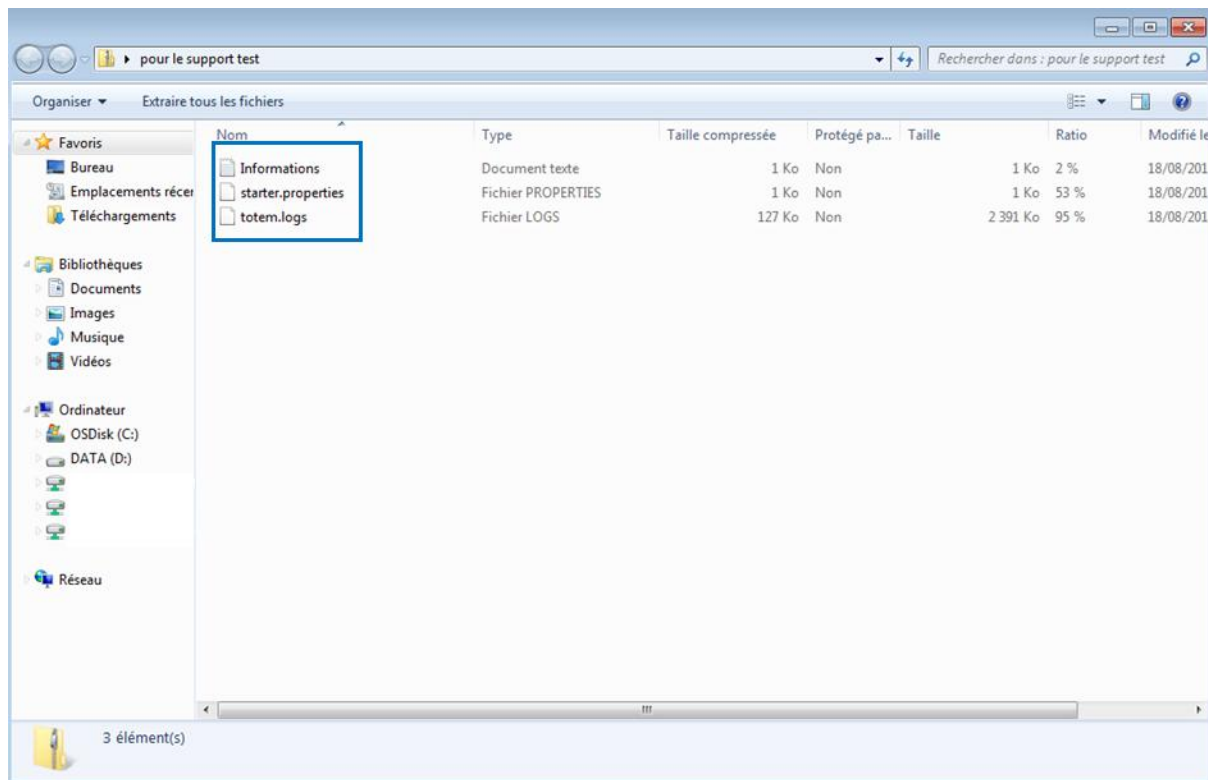 pour le support test
Rechercher dans : pour le support test
Organiser
Extraire tous les fichiers
Nom Type Taille compressée Protégé pa... Taille Ratio Modifié le
Informations Document texte 1 Ko Non 1 Ko 2 % 18/08/201
starter.properties Fichier PROPERTIES 1 Ko Non 1 Ko 53 % 18/08/201
totem.logs Fichier LOGS 127 Ko Non 2 391 Ko 95 % 18/08/201
Favoris
Bureau
Emplacements récer
Téléchargements
Bibliothèques
Documents
Images
Musique
Vidéos
Ordinateur
OSDisk (C:)
DATA (D:)
Réseau
3 élément(s)